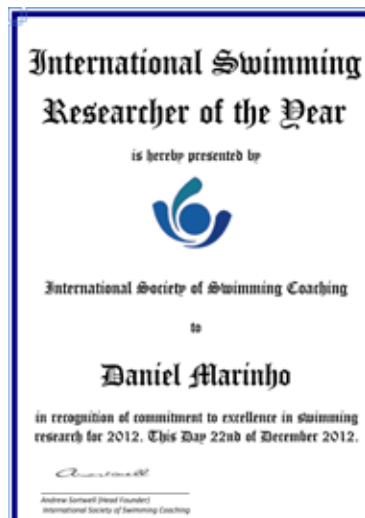 International Swimming
Researcher of the Year
is hereby presented by
International Society of Swimming Coaching
to
Daniel Marinho
in recognition of commitment to excellence in swimming
research for 2012. This Day 22nd of December 2012.
Andrew Sortwell (Head Founder)
International Society of Swimming Coaching